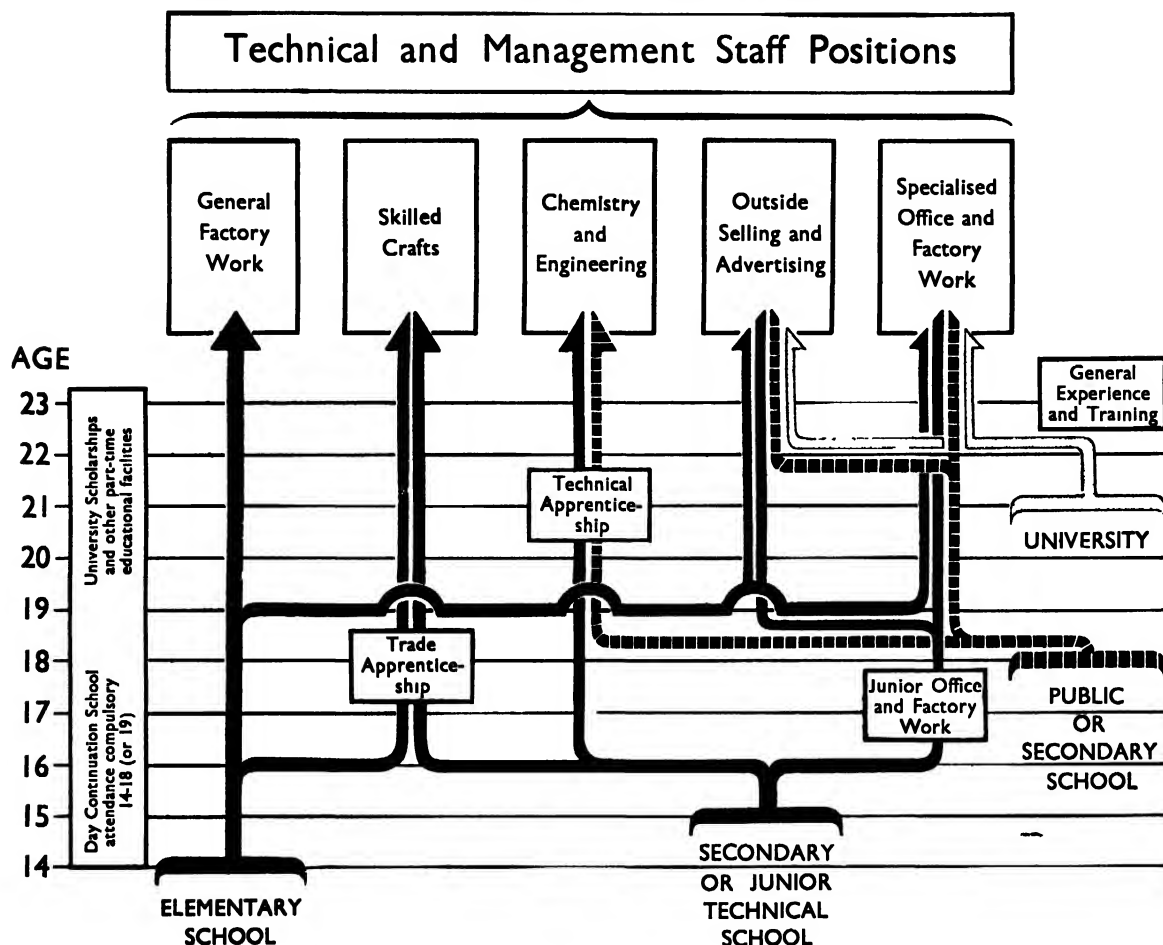 Technical and Management Staff Positions
General
Factory
Work
Skilled
Crafts
Chemistry
and
Engineering
Outside
Selling and
Advertising
Specialised
Office and
Factory
Work
AGE
23
22
21
20
19
18
17
16
15
14
University Scholarships
and other part-time
educational facilities
Day Continuation School
attendance compulsory
14-18 (or 19)
General
Experience
and Training
Technical
Apprentice-
ship
UNIVERSITY
Trade
Apprentice-
ship
Junior Office
and Factory
Work
PUBLIC
OR
SECONDARY
SCHOOL
SECONDARY
OR JUNIOR
TECHNICAL
SCHOOL
ELEMENTARY
SCHOOL